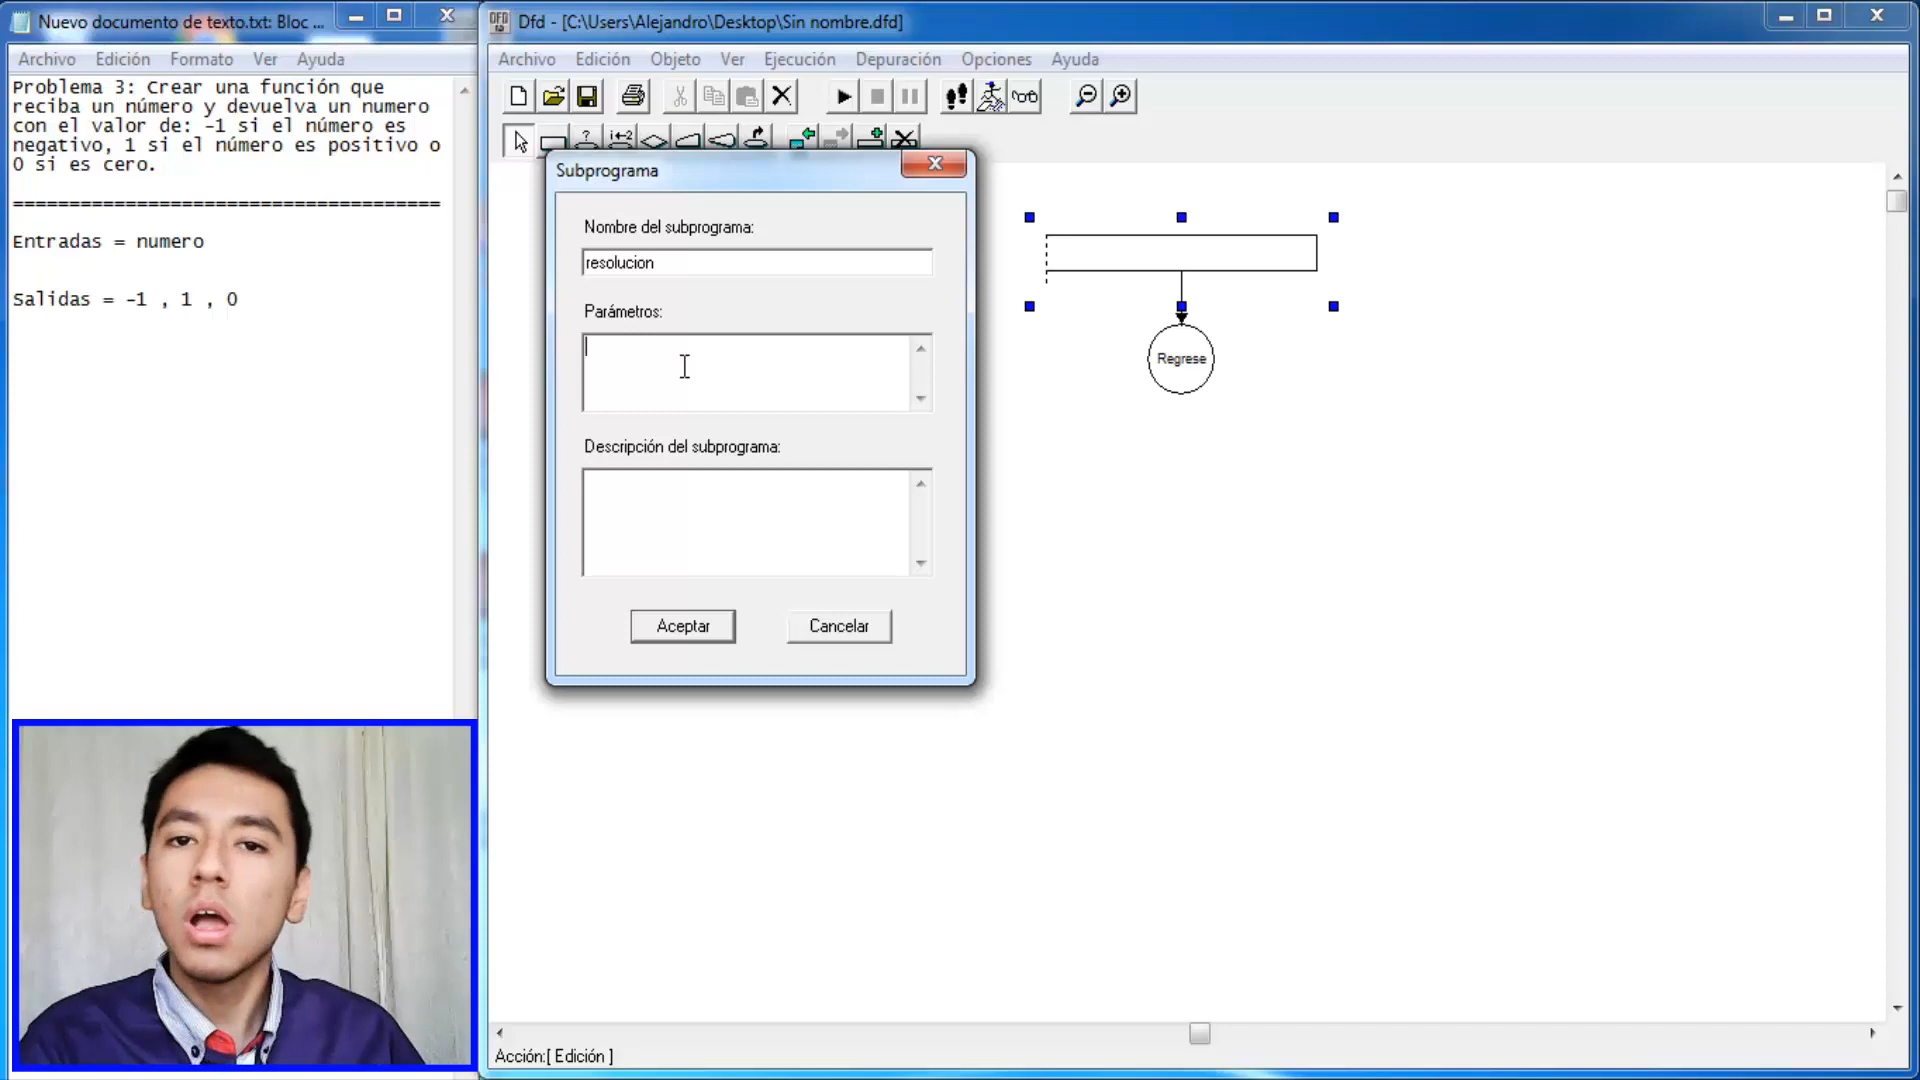 Nuevo documento de texto.txt: Bloc ...
Archivo Edición Formato Ver Ayuda
Problema 3: Crear una función que
reciba un número y devuelva un numero
con el valor de: -1 si el número es
negativo, 1 si el número es positivo o
0 si es cero.
=====================================
Entradas = numero
Salidas = -1 , 1 , 0
Dfd - [C:\Users\Alejandro\Desktop\Sin nombre.dfd]
Archivo Edición Objeto Ver Ejecución Depuración Opciones Ayuda
Subprograma
Nombre del subprograma:
resolucion
Parámetros:
Descripción del subprograma:
Aceptar Cancelar
Regrese
Acción:[ Edición ]